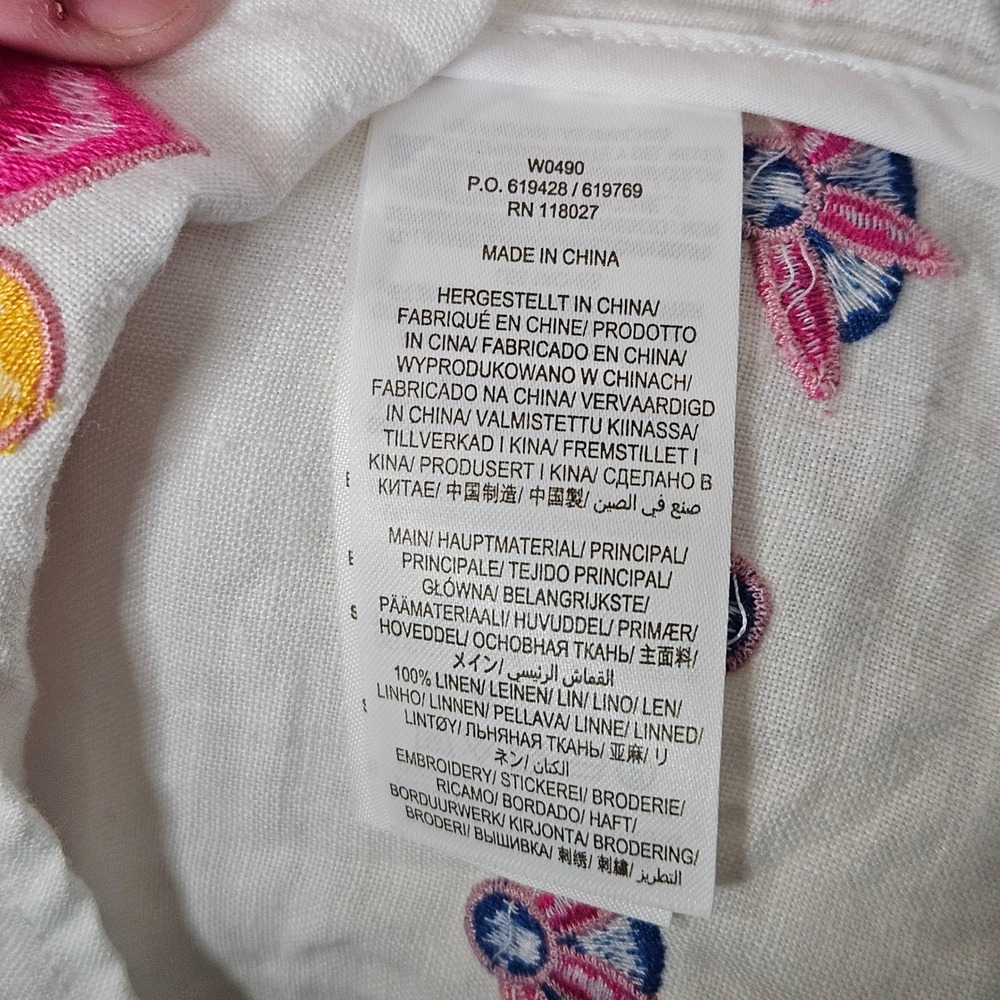 W0490
P.O. 619428 / 619769
RN 118027
MADE IN CHINA
HERGESTELLT IN CHINA/
FABRIQUÉ EN CHINE/ PRODOTTO
IN CINA/ FABRICADO EN CHINA/
WYPRODUKOWANO W CHINACH/
FABRICADO NA CHINA/ VERVAARDIGD
IN CHINA/ VALMISTETTU KIINASSA/
TILLVERKAD I KINA/ FREMSTILLET I
KINA/ PRODUSERT I KINA/ СДЕЛАНО В
КИТАЕ/ 中国制造/ 中國製/ صنع في الصين
MAIN/ HAUPTMATERIAL/ PRINCIPAL/
PRINCIPALE/ TEJIDO PRINCIPAL/
GŁÓWNA/ BELANGRIJKSTE/
PÄÄMATERIAALI/ HUVUDDEL/ PRIMÆR/
HOVEDDEL/ ОСНОВНАЯ ТКАНЬ/ 主面料/
メイン/ القماش الرئيسي/
100% LINEN/ LEINEN/ LIN/ LINO/ LEN/
LINHO/ LINNEN/ PELLAVA/ LINNE/ LINNED/
LINTØY/ ЛЬНЯНАЯ ТКАНЬ/ 亚麻/ リ
ネン/ الكتان
EMBROIDERY/ STICKEREI/ BRODERIE/
RICAMO/ BORDADO/ HAFT/
BORDUURWERK/ KIRJONTA/ BRODERING/
BRODERI/ ВЫШИВКА/ 刺绣/ 刺繡/ التطريز